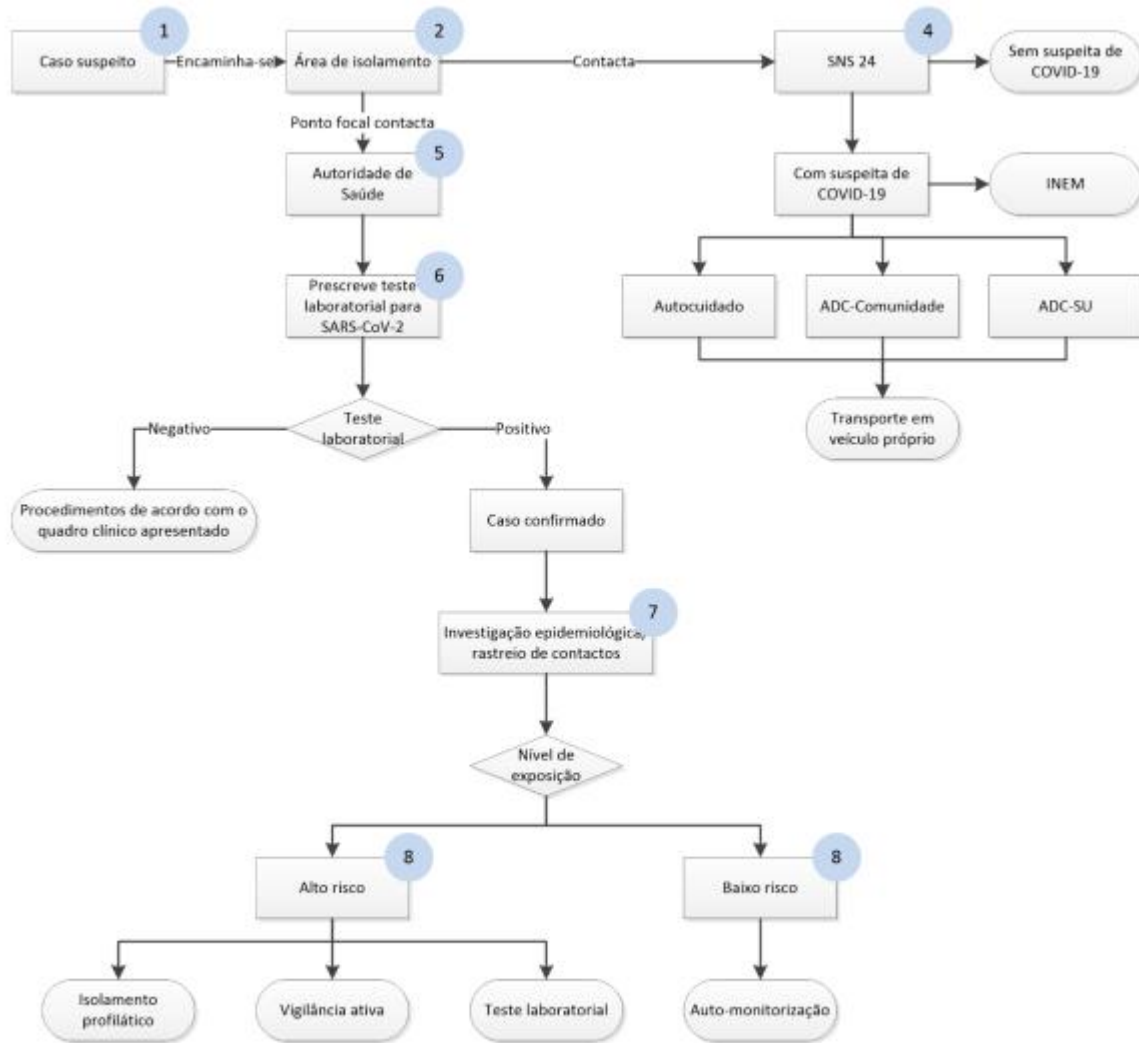 1
Caso suspeito
Encaminha-se
2
Área de isolamento
Contacta
4
SNS 24
Sem suspeita de
COVID-19
Ponto focal contacta
5
Autoridade de
Saúde
Com suspeita de
COVID-19
INEM
6
Prescreve teste
laboratorial para
SARS-CoV-2
Autocuidado
ADC-Comunidade
ADC-SU
Teste
laboratorial
Negativo
Positivo
Transporte em
veículo próprio
Procedimentos de acordo com o
quadro clínico apresentado
Caso confirmado
7
Investigação epidemiológica/
rastreio de contactos
Nível de
exposição
8
Alto risco
8
Baixo risco
Isolamento
profilático
Vigilância ativa
Teste laboratorial
Auto-monitorização